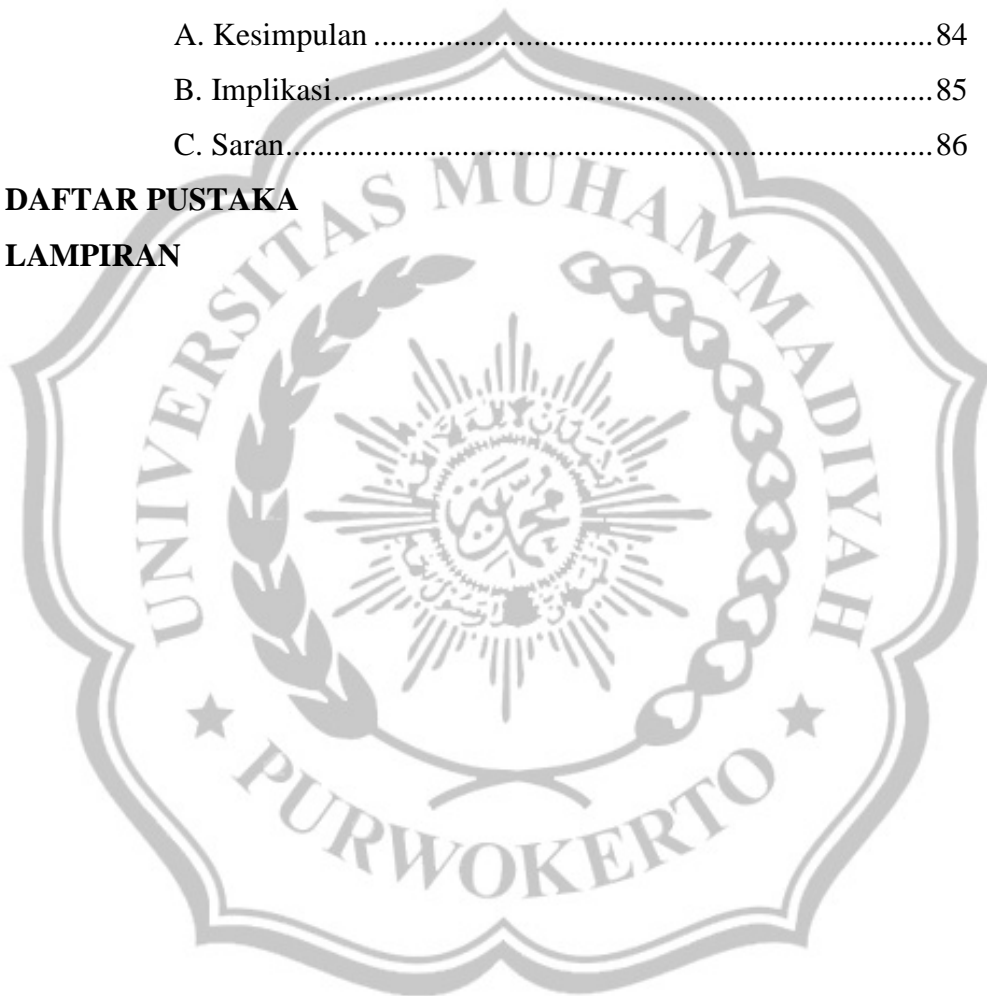 A. Kesimpulan ..................................................................... 84
B. Implikasi.......................................................................... 85
C. Saran................................................................................ 86
DAFTAR PUSTAKA
LAMPIRAN
UNIVERSITAS MUHAMMADIYAH
PURWOKERTO